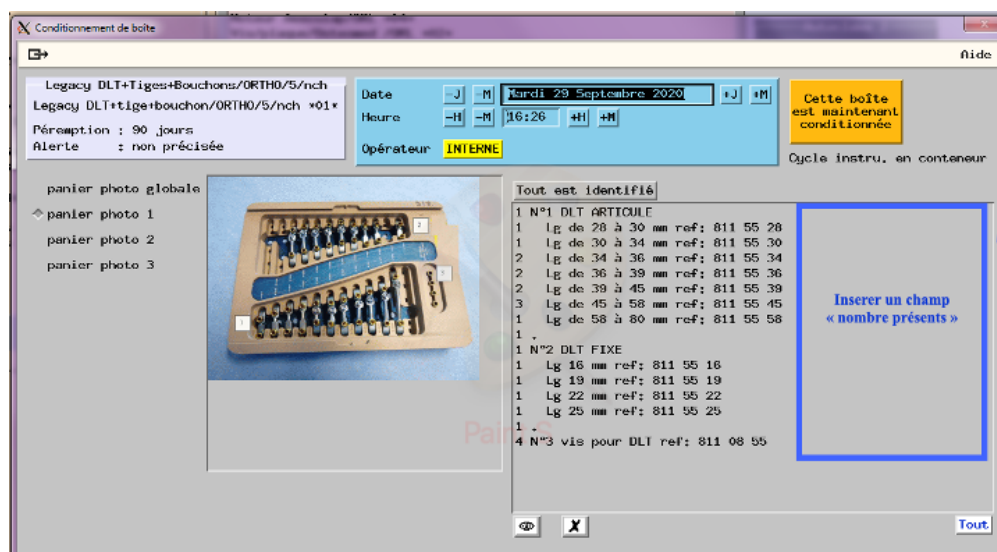 Conditionnement de boîte
Aide
Legacy DLT+Tiges+Bouchons/ORTHO/5/nch
Legacy DLT+tige+bouchon/ORTHO/5/nch *01*
Péremption : 90 jours
Alerte : non précisée
Date -J -M Mardi 29 Septembre 2020 +J +M
Heure -H -M 16:26 +H +M
Opérateur INTERNE
Cette boîte
est maintenant
conditionnée
Cycle instru. en conteneur
panier photo globale
panier photo 1
panier photo 2
panier photo 3
Tout est identifié
1 N°1 DLT ARTICULE
1 Lg de 28 à 30 mm ref: 811 55 28
1 Lg de 30 à 34 mm ref: 811 55 30
2 Lg de 34 à 36 mm ref: 811 55 34
2 Lg de 36 à 39 mm ref: 811 55 36
2 Lg de 39 à 45 mm ref: 811 55 39
3 Lg de 45 à 58 mm ref: 811 55 45
1 Lg de 58 à 80 mm ref: 811 55 58
1 .
1 N°2 DLT FIXE
1 Lg 16 mm ref: 811 55 16
1 Lg 19 mm ref: 811 55 19
1 Lg 22 mm ref: 811 55 22
1 Lg 25 mm ref: 811 55 25
1 .
4 N°3 vis pour DLT ref: 811 08 55
Inserer un champ
« nombre présents »
Paint S
Tout